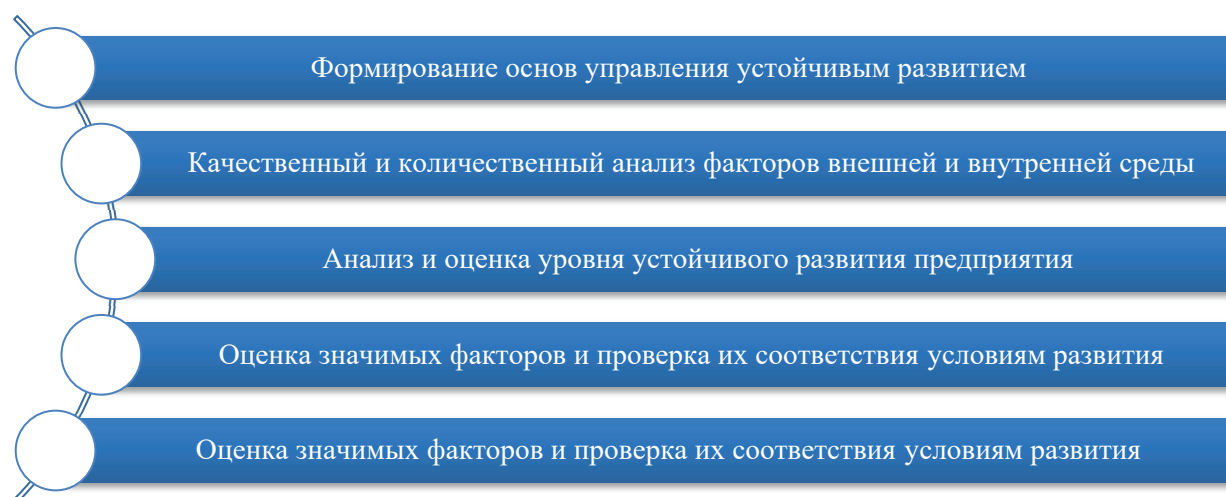 Формирование основ управления устойчивым развитием
Качественный и количественный анализ факторов внешней и внутренней среды
Анализ и оценка уровня устойчивого развития предприятия
Оценка значимых факторов и проверка их соответствия условиям развития
Оценка значимых факторов и проверка их соответствия условиям развития